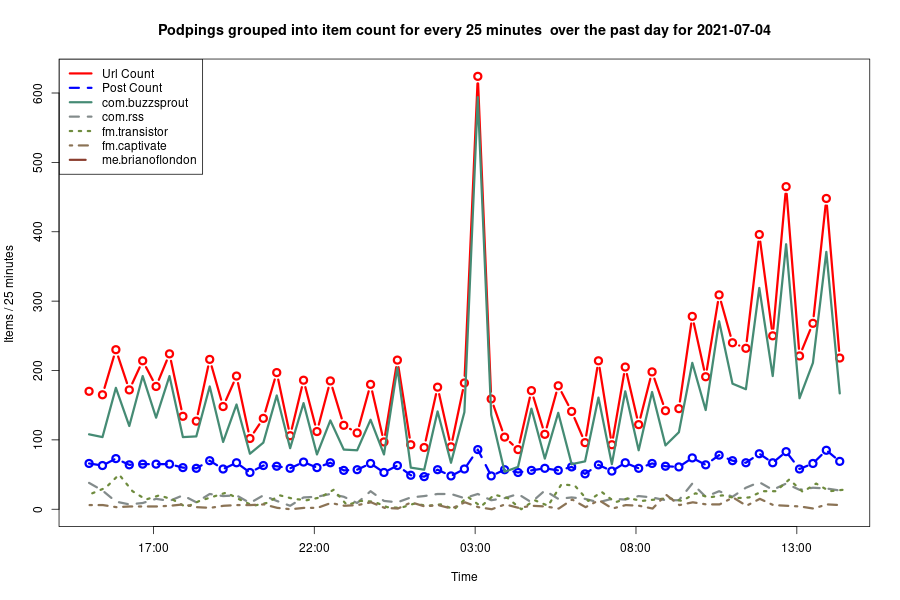 Podpings grouped into item count for every 25 minutes  over the past day for 2021-07-04
Url Count
Post Count
com.buzzsprout
com.rss
fm.transistor
fm.captivate
me.brianoflondon
Items / 25 minutes
600
500
400
300
200
100
0
17:00
22:00
03:00
08:00
13:00
Time